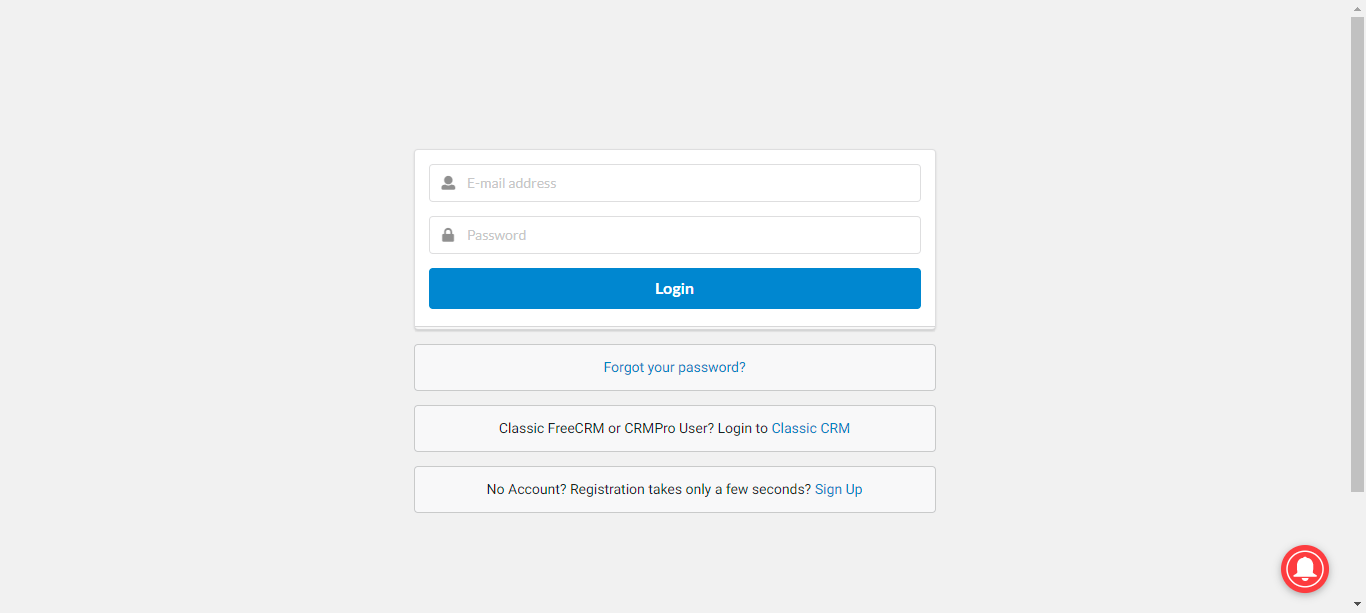 E-mail address
Password
Login
Forgot your password?
Classic FreeCRM or CRMPro User? Login to Classic CRM
No Account? Registration takes only a few seconds? Sign Up